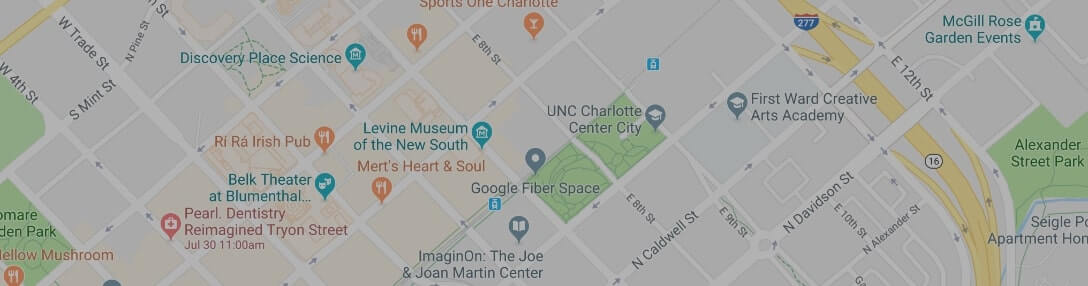 Sports One Charlotte
W Trade St
N Pine St
E 8th St
277
McGill Rose
Garden Events
Discovery Place Science
W 4th St
S Mint St
E 12th St
UNC Charlotte
Center City
First Ward Creative
Arts Academy
Rí Rá Irish Pub
Levine Museum
of the New South
Mert's Heart & Soul
Alexander
Street Park
16
Belk Theater
at Blumenthal...
Google Fiber Space
Pearl. Dentistry
Reimagined Tryon Street
Jul 30 11:00am
E 8th St
N Caldwell St
E 9th St
N Davidson St
E 10th St
N Alexander St
omare
den Park
Seigle Po
Apartment Hom
ellow Mushroom
ImaginOn: The Joe
& Joan Martin Center